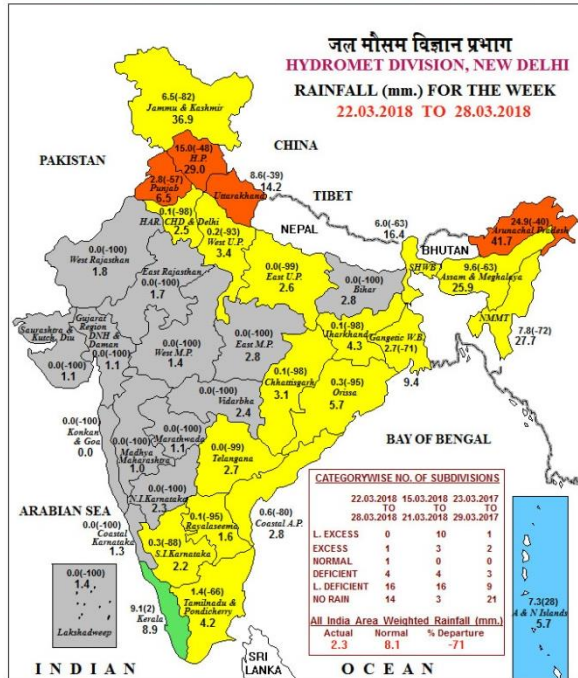 जल मौसम विज्ञान प्रभाग
HYDROMET DIVISION, NEW DELHI
RAINFALL (mm.) FOR THE WEEK
22.03.2018 TO 28.03.2018
6.5(-82)
Jammu & Kashmir
36.9
CHINA
PAKISTAN
15.0(-48)
H.P.
29.0
2.8(-57)
Punjab
6.5
8.6(-39)
14.2
Uttarakhand
TIBET
0.1(-98)
HAR. CHD & Delhi
2.5
0.2(-93)
West U.P.
3.4
NEPAL
6.0(-63)
16.4
SHWB
BHUTAN
24.9(-40)
Arunachal Pradesh
41.7
0.0(-100)
West Rajasthan
1.8
East Rajasthan
0.0(-100)
1.7
0.0(-99)
East U.P.
2.6
0.0(-100)
Bihar
2.8
9.6(-63)
Assam & Meghalaya
25.9
NMMT
7.8(-72)
27.7
Saurashtra &
Kutch, Diu
0.0(-100)
1.1
Gujarat
Region
DNH &
Daman
0.0(-100)
1.1
0.0(-100)
West M.P.
1.4
0.0(-100)
East M.P.
2.8
0.1(-98)
Jharkhand
4.3
Gangetic W.B.
2.7(-71)
9.4
0.1(-98)
Chhattisgarh
3.1
0.3(-95)
Orissa
5.7
0.0(-100)
Vidarbha
2.4
0.0(-100)
Konkan
& Goa
0.0
0.0(-100)
Madhya
Maharashtra
1.0
0.0(-100)
Marathwada
1.1
0.0(-99)
Telangana
2.7
BAY OF BENGAL
ARABIAN SEA
0.0(-100)
N.I.Karnataka
2.3
0.1(-95)
Rayalaseema
1.6
0.6(-80)
Coastal A.P.
2.8
0.0(-100)
Coastal
Karnataka
1.3
0.3(-88)
S.I.Karnataka
2.2
0.0(-100)
1.4
Lakshadweep
9.1(2)
Kerala
8.9
1.4(-66)
Tamilnadu &
Pondicherry
4.2
CATEGORYWISE NO. OF SUBDIVISIONS
22.03.2018 15.03.2018 23.03.2017
TO TO TO
28.03.2018 21.03.2018 29.03.2017
L. EXCESS 0 10 1
EXCESS 1 3 2
NORMAL 1 0 0
DEFICIENT 4 4 3
L. DEFICIENT 16 16 9
NO RAIN 14 3 21
All India Area Weighted Rainfall (mm.)
Actual Normal % Departure
2.3 8.1 -71
7.3(28)
A & N Islands
5.7
SRI
LANKA
INDIAN OCEAN